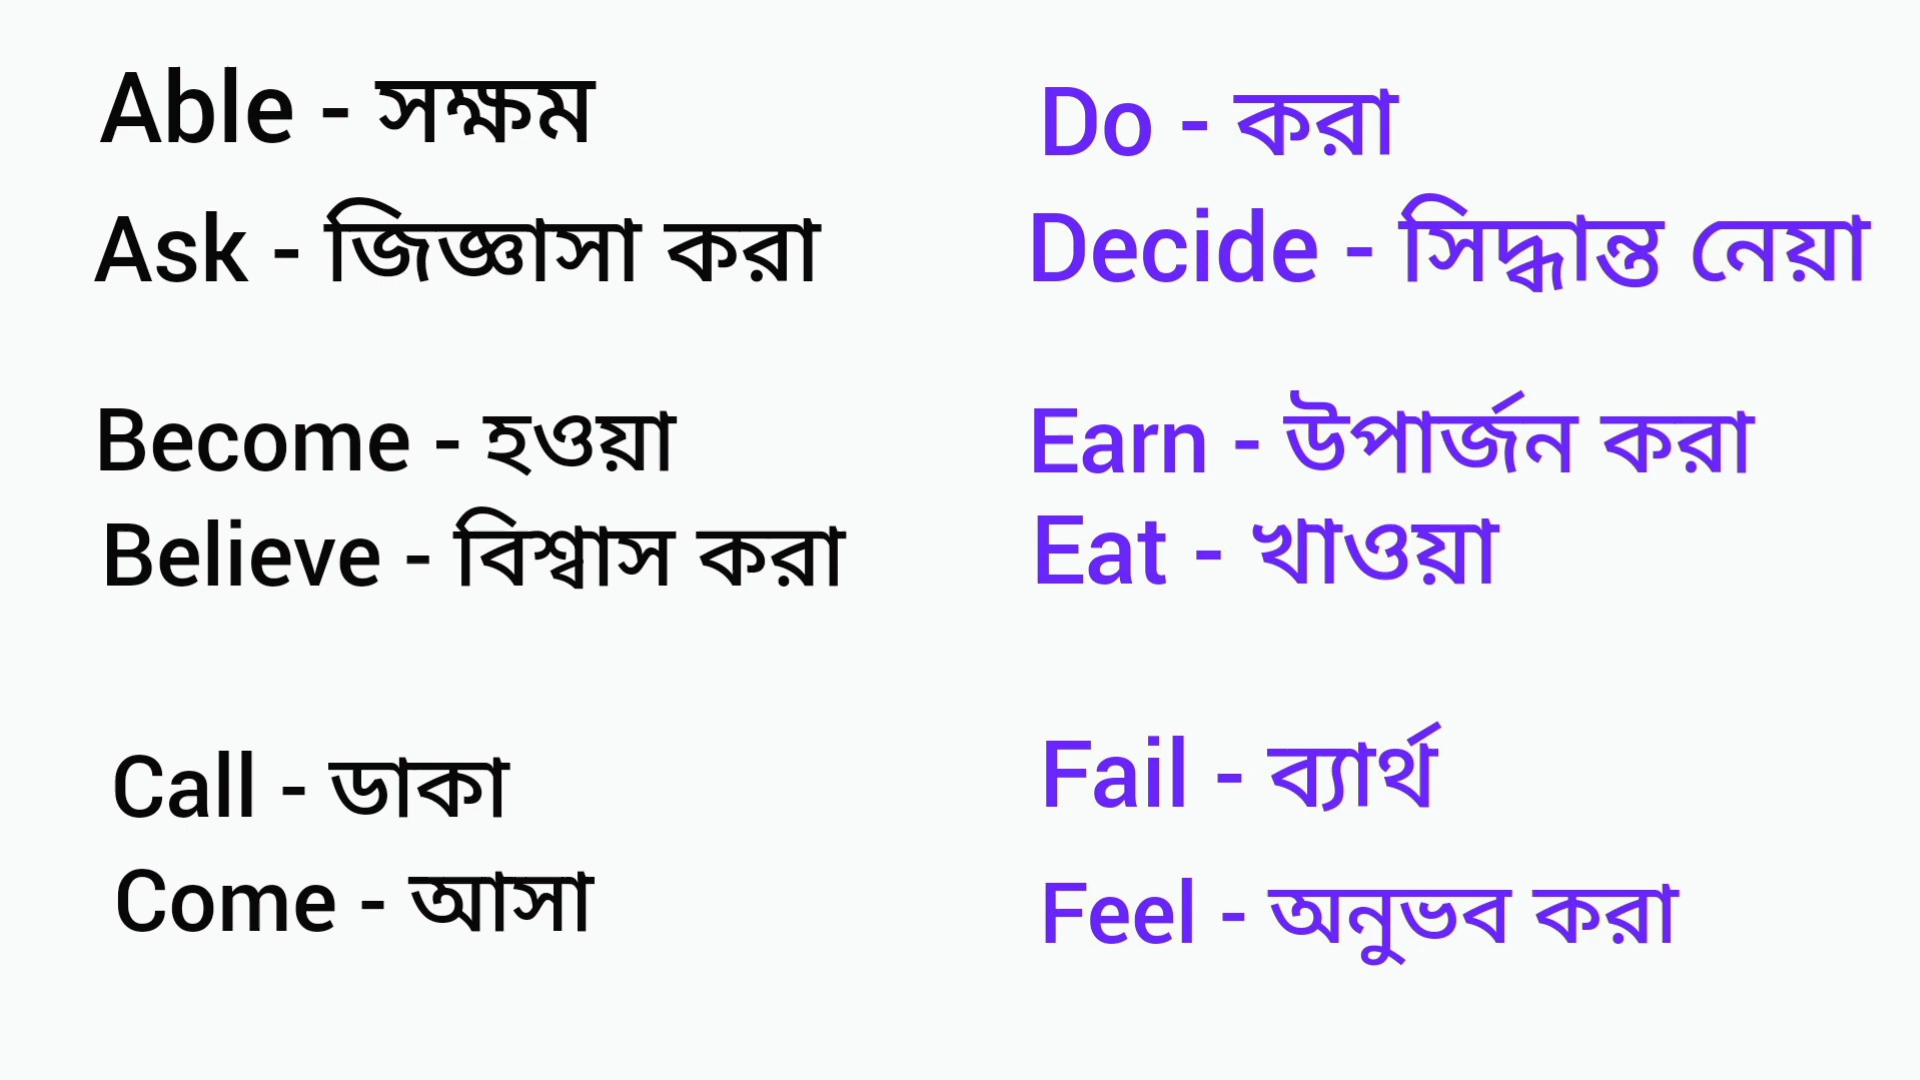 Able - সক্ষম
Ask - জিজ্ঞাসা করা
Become - হওয়া
Believe - বিশ্বাস করা
Call - ডাকা
Come - আসা
Do - করা
Decide - সিদ্ধান্ত নেয়া
Earn - উপার্জন করা
Eat - খাওয়া
Fail - ব্যার্থ
Feel - অনুভব করা